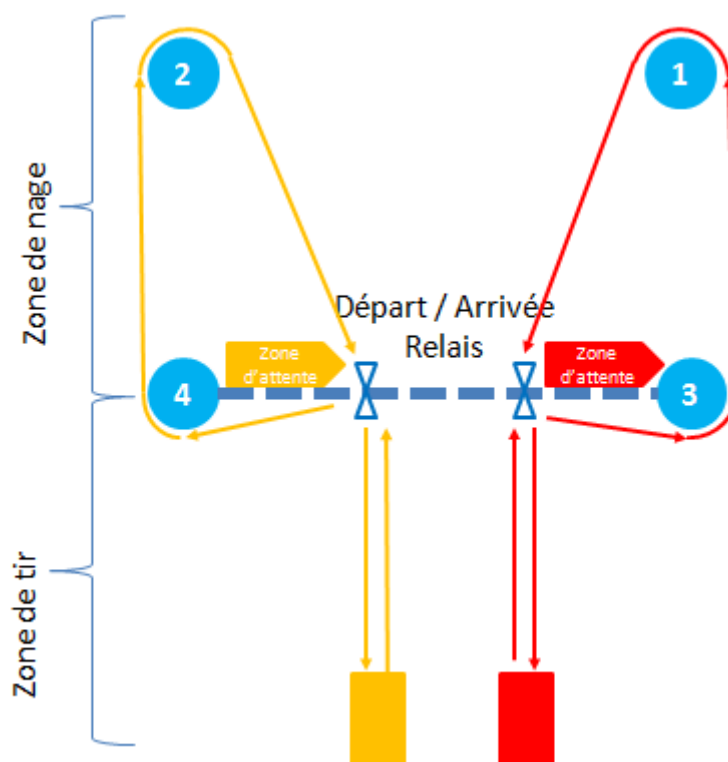 2
1
Zone de nage
Départ / Arrivée
Relais
Zone
d'attente
Zone
d'attente
4
3
Zone de tir